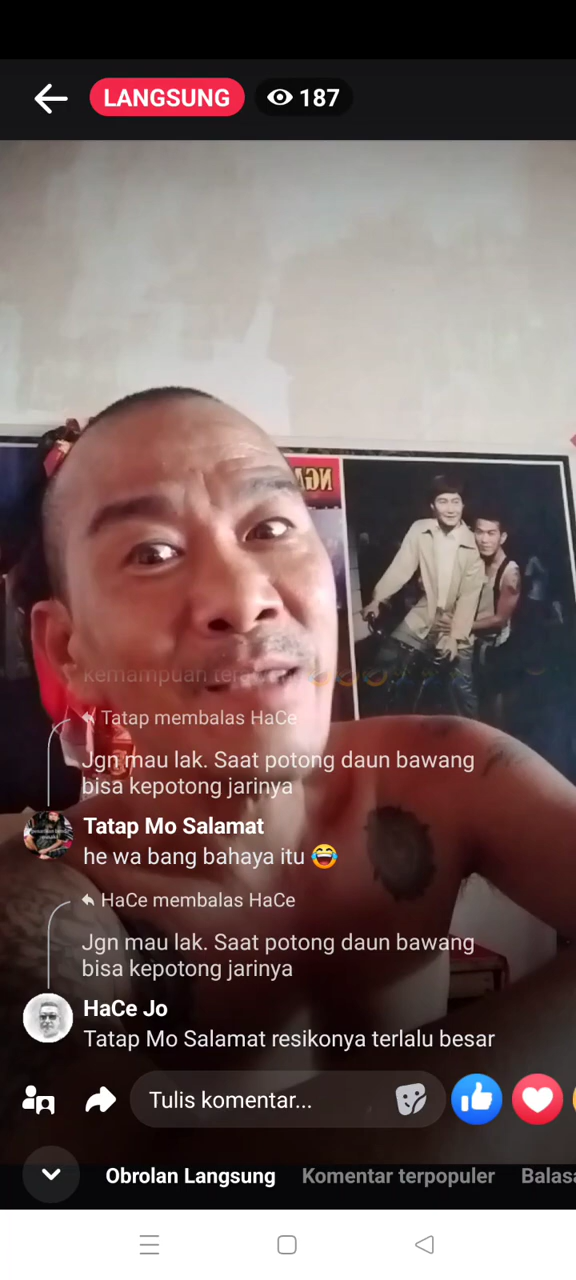 LANGSUNG
187
kemampuan
Tatap membalas HaCe
Jgn mau lak. Saat potong daun bawang
bisa kepotong jarinya
Tatap Mo Salamat
he wa bang bahaya itu 😂
HaCe membalas HaCe
Jgn mau lak. Saat potong daun bawang
bisa kepotong jarinya
HaCe Jo
Tatap Mo Salamat resikonya terlalu besar
Tulis komentar...
Obrolan Langsung Komentar terpopuler Balasa